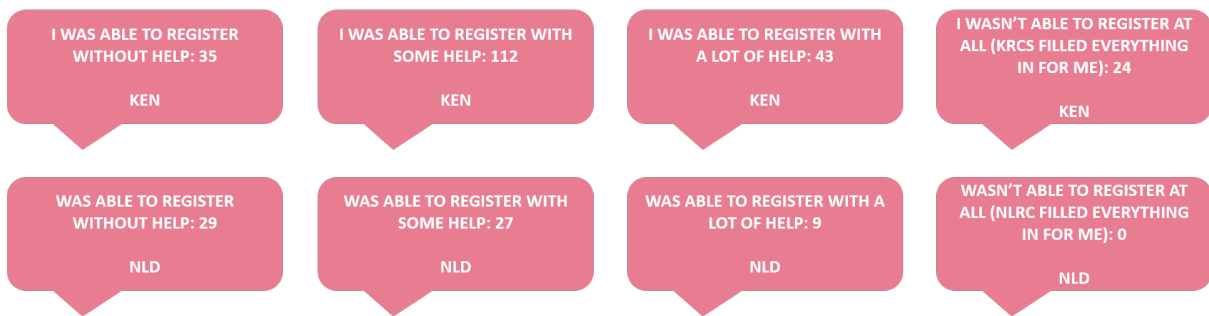 I WAS ABLE TO REGISTER
WITHOUT HELP: 35
KEN
I WAS ABLE TO REGISTER WITH
SOME HELP: 112
KEN
I WAS ABLE TO REGISTER WITH
A LOT OF HELP: 43
KEN
I WASN’T ABLE TO REGISTER AT
ALL (KRCS FILLED EVERYTHING
IN FOR ME): 24
KEN
WAS ABLE TO REGISTER
WITHOUT HELP: 29
NLD
WAS ABLE TO REGISTER WITH
SOME HELP: 27
NLD
WAS ABLE TO REGISTER WITH A
LOT OF HELP: 9
NLD
WASN’T ABLE TO REGISTER AT
ALL (NLRC FILLED EVERYTHING
IN FOR ME): 0
NLD